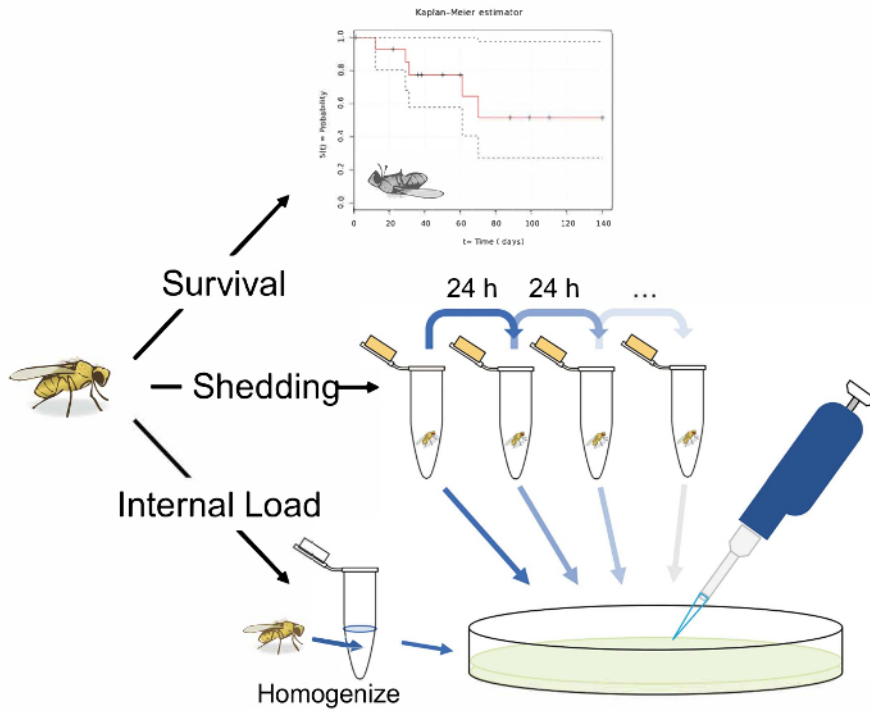 Kaplan-Meier estimator
S(t) = Probability
1.0
0.8
0.6
0.4
0.2
0.0
0 20 40 60 80 100 120 140
t= Time ( days)
Survival
24 h 24 h ...
Shedding
Internal Load
Homogenize